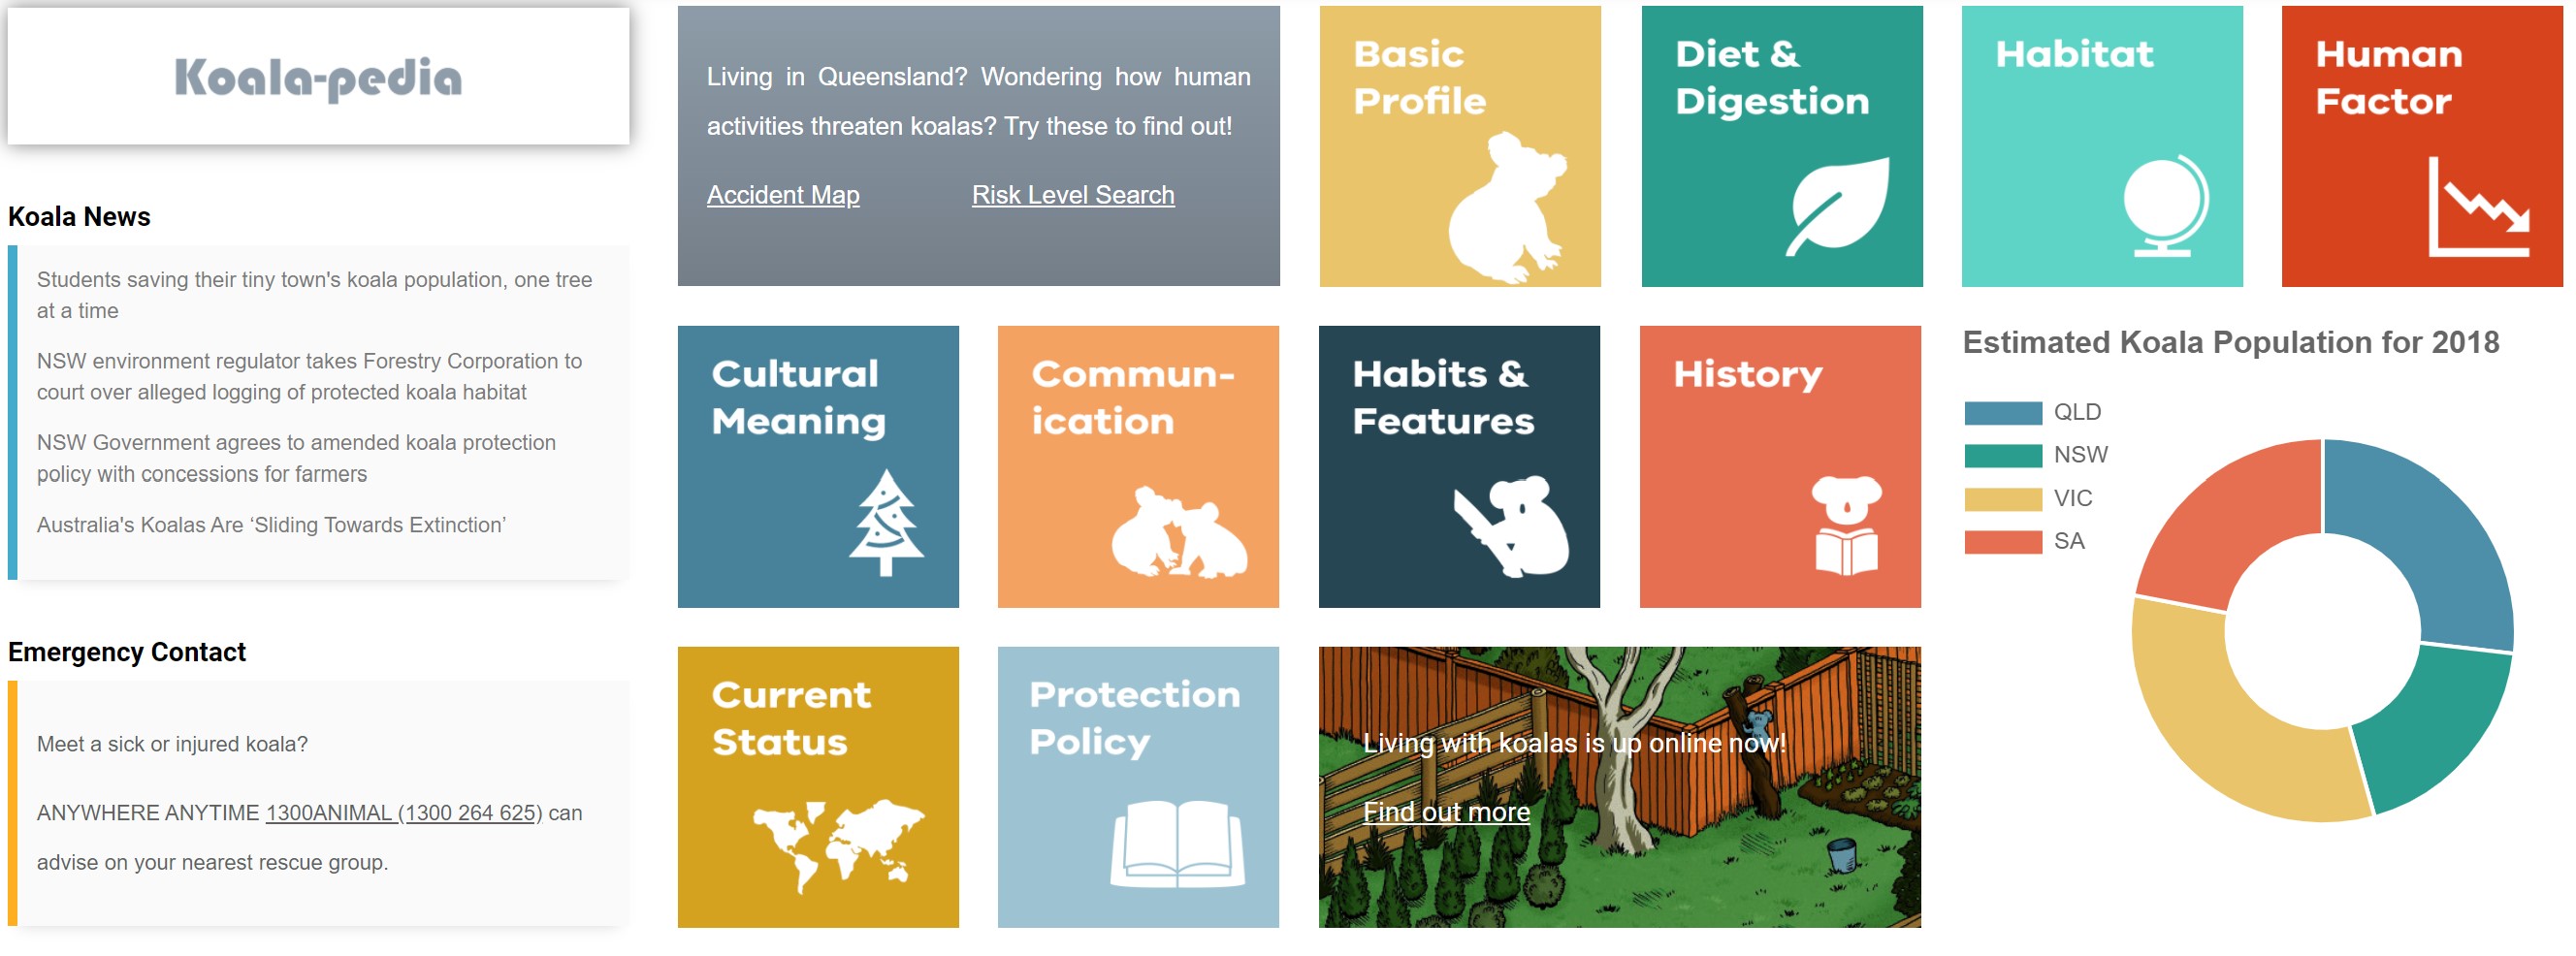 Koala-pedia
Koala News
Students saving their tiny town's koala population, one tree
at a time
NSW environment regulator takes Forestry Corporation to
court over alleged logging of protected koala habitat
NSW Government agrees to amended koala protection
policy with concessions for farmers
Australia's Koalas Are ‘Sliding Towards Extinction’
Emergency Contact
Meet a sick or injured koala?
ANYWHERE ANYTIME 1300ANIMAL (1300 264 625) can
advise on your nearest rescue group.
Living in Queensland? Wondering how human
activities threaten koalas? Try these to find out!
Accident Map
Risk Level Search
Basic
Profile
Diet &
Digestion
Habitat
Human
Factor
Cultural
Meaning
Commun-
ication
Habits &
Features
History
Current
Status
Protection
Policy
Living with koalas is up online now!
Find out more
Estimated Koala Population for 2018
QLD
NSW
VIC
SA